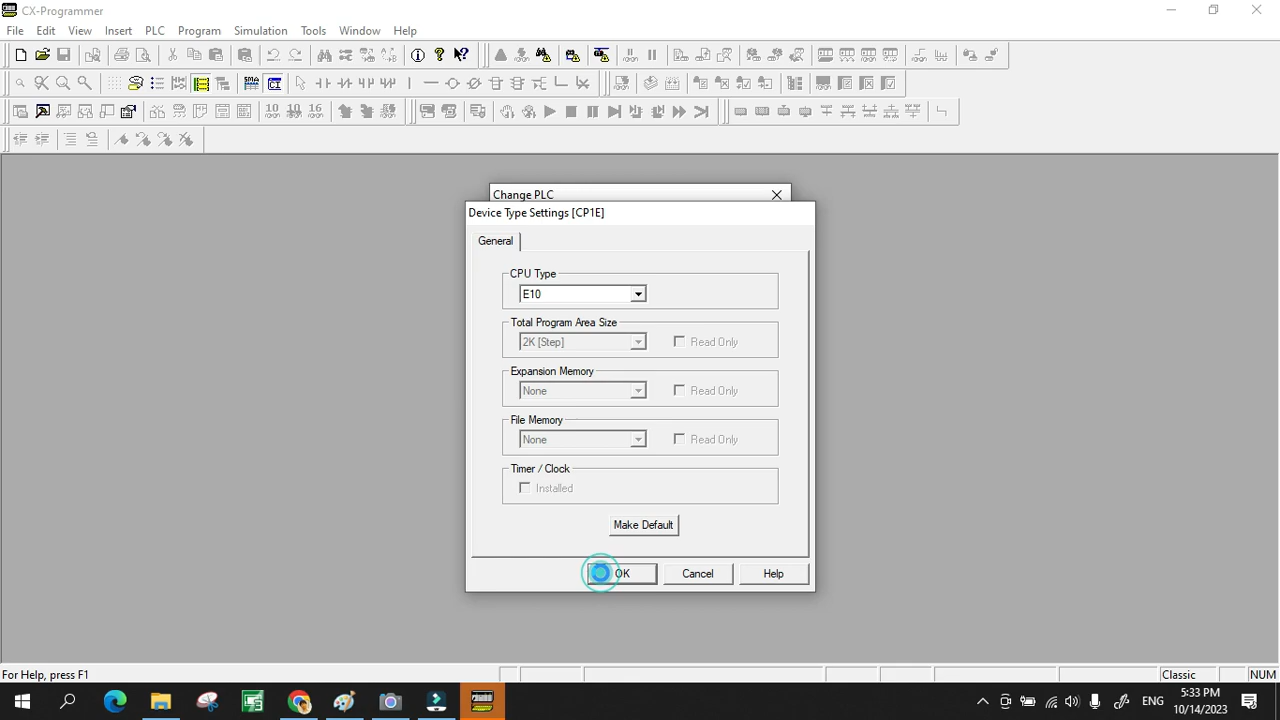 CX-Programmer
File Edit View Insert PLC Program Simulation Tools Window Help
10 10 16
Change PLC
Device Type Settings [CP1E]
General
CPU Type
E10
Total Program Area Size
2K [Step]
Read Only
Expansion Memory
None
Read Only
File Memory
None
Read Only
Timer / Clock
Installed
Make Default
OK Cancel Help
For Help, press F1
Classic NUM
ENG
5:33 PM
10/14/2023